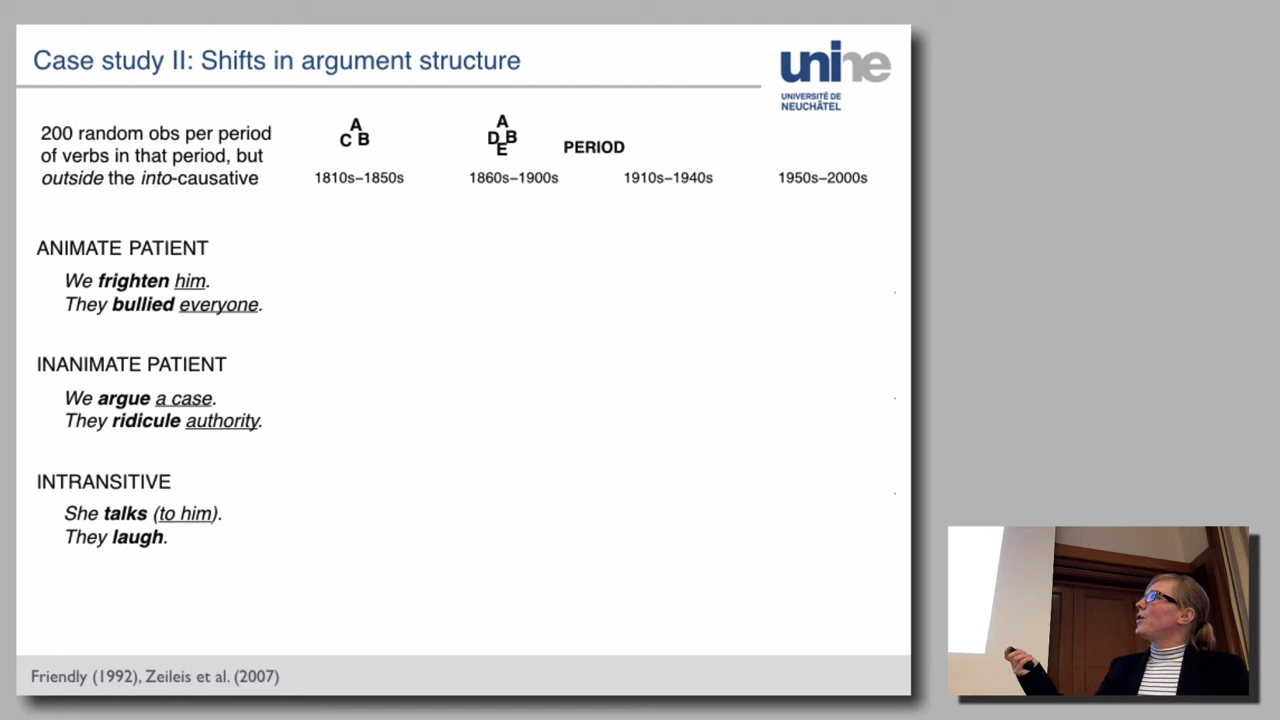 Case study II: Shifts in argument structure
unine
UNIVERSITÉ DE
NEUCHÂTEL
200 random obs per period
of verbs in that period, but
outside the into-causative
A
C B
A
D B
E
PERIOD
1810s–1850s 1860s–1900s 1910s–1940s 1950s–2000s
ANIMATE PATIENT
We frighten him.
They bullied everyone.
INANIMATE PATIENT
We argue a case.
They ridicule authority.
INTRANSITIVE
She talks (to him).
They laugh.
Friendly (1992), Zeileis et al. (2007)